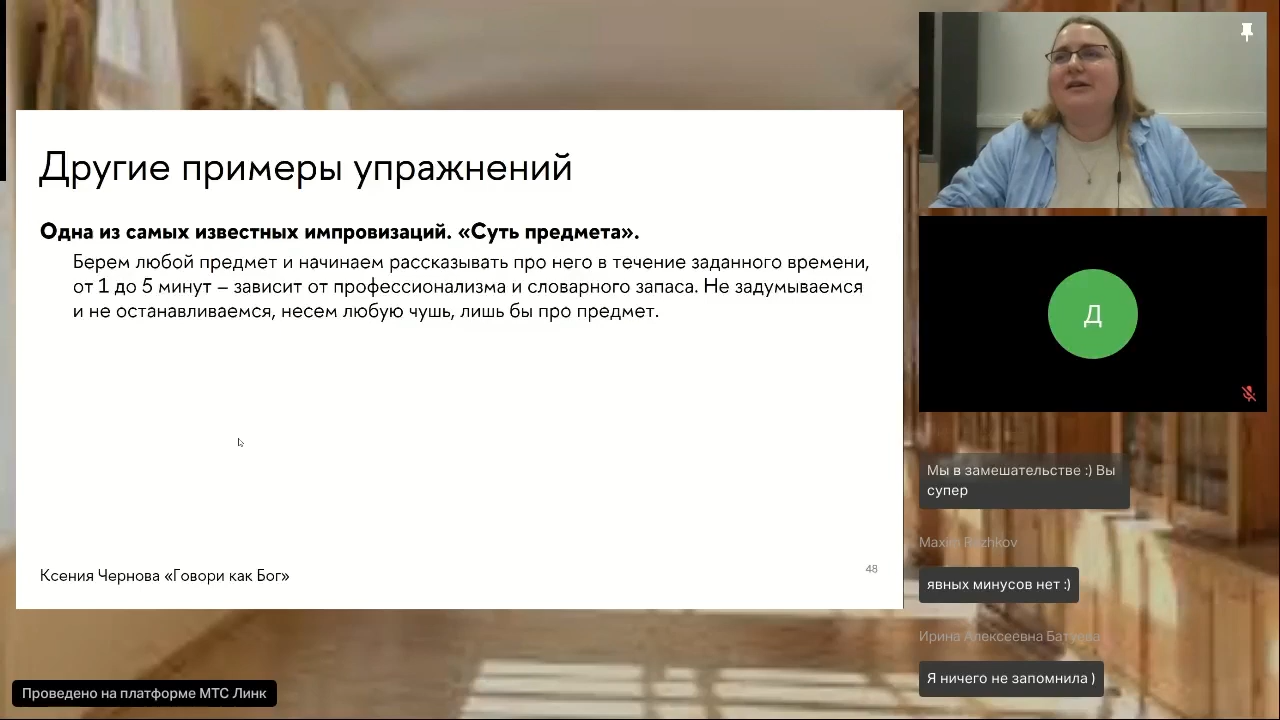 Другие примеры упражнений
Одна из самых известных импровизаций. «Суть предмета».
Берем любой предмет и начинаем рассказывать про него в течение заданного времени,
от 1 до 5 минут – зависит от профессионализма и словарного запаса. Не задумываемся
и не останавливаемся, несем любую чушь, лишь бы про предмет.
Ксения Чернова «Говори как Бог»
48
Д
Мы в замешательстве :) Вы
супер
Maxim
явных минусов нет :)
Ирина Алексеевна
Я ничего не запомнила )
Проведено на платформе МТС Линк